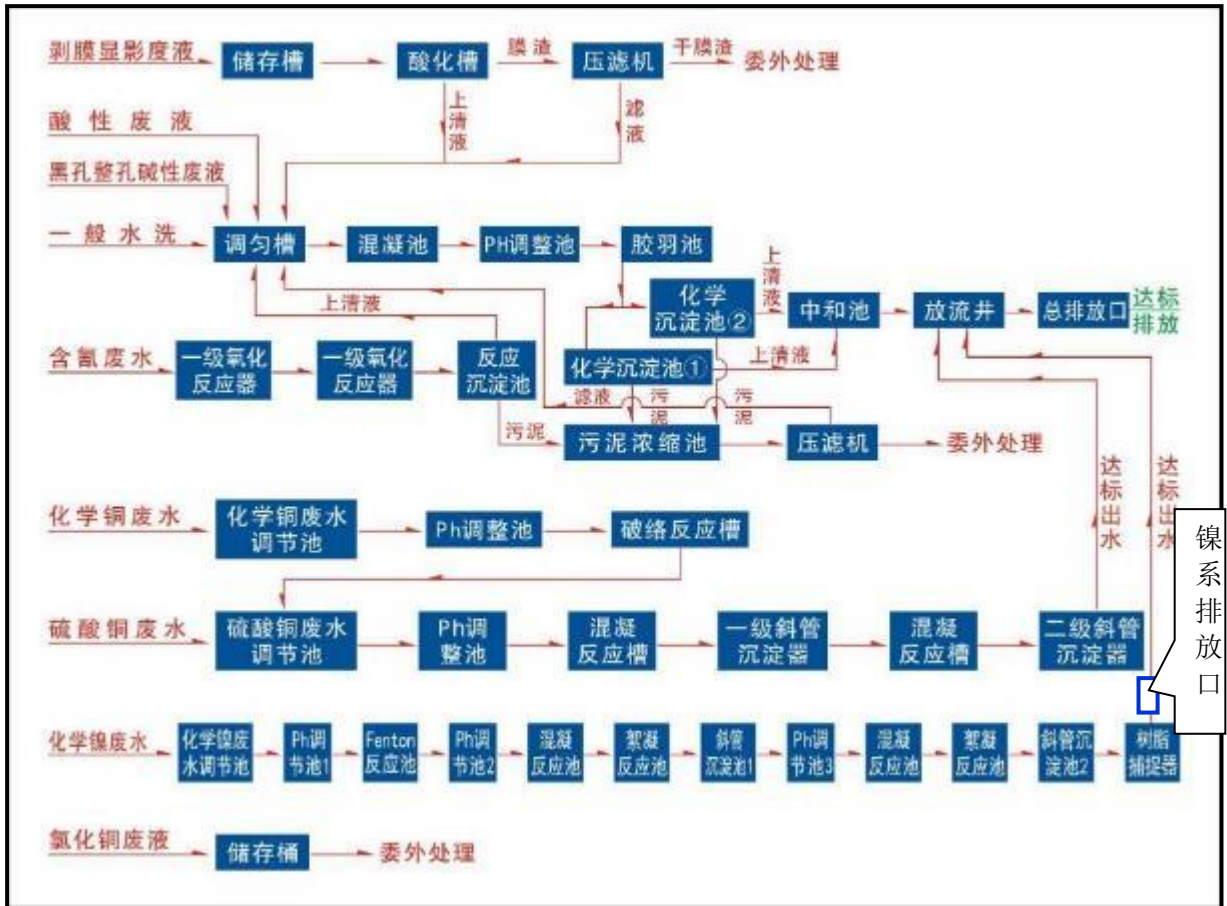 剥膜显影度液
储存槽
酸化槽
膜渣
压滤机
干膜渣
委外处理
上清液
滤液
酸性废液
黑孔整孔碱性废液
一般水洗
调匀槽
混凝池
PH调整池
胶羽池
上清液
化学
沉淀池②
上清液
中和池
放流井
总排放口
达标
排放
含氰废水
一级氧化
反应器
一级氧化
反应器
反应
沉淀池
化学沉淀池①
上清液
滤液
污泥
污泥
污泥
污泥浓缩池
压滤机
委外处理
化学铜废水
化学铜废水
调节池
Ph调整池
破络反应槽
达标出水
达标出水
镍系排放口
硫酸铜废水
硫酸铜废水
调节池
Ph调
整池
混凝
反应槽
一级斜管
沉淀器
混凝
反应槽
二级斜管
沉淀器
化学镍废水
化学镍废
水调节池
Ph调
节池1
Fenton
反应池
Ph调
节池2
混凝
反应池
絮凝
反应池
斜管
沉淀池1
Ph调
节池3
混凝
反应池
絮凝
反应池
斜管沉
淀池2
树脂
捕捉器
氯化铜废液
储存桶
委外处理